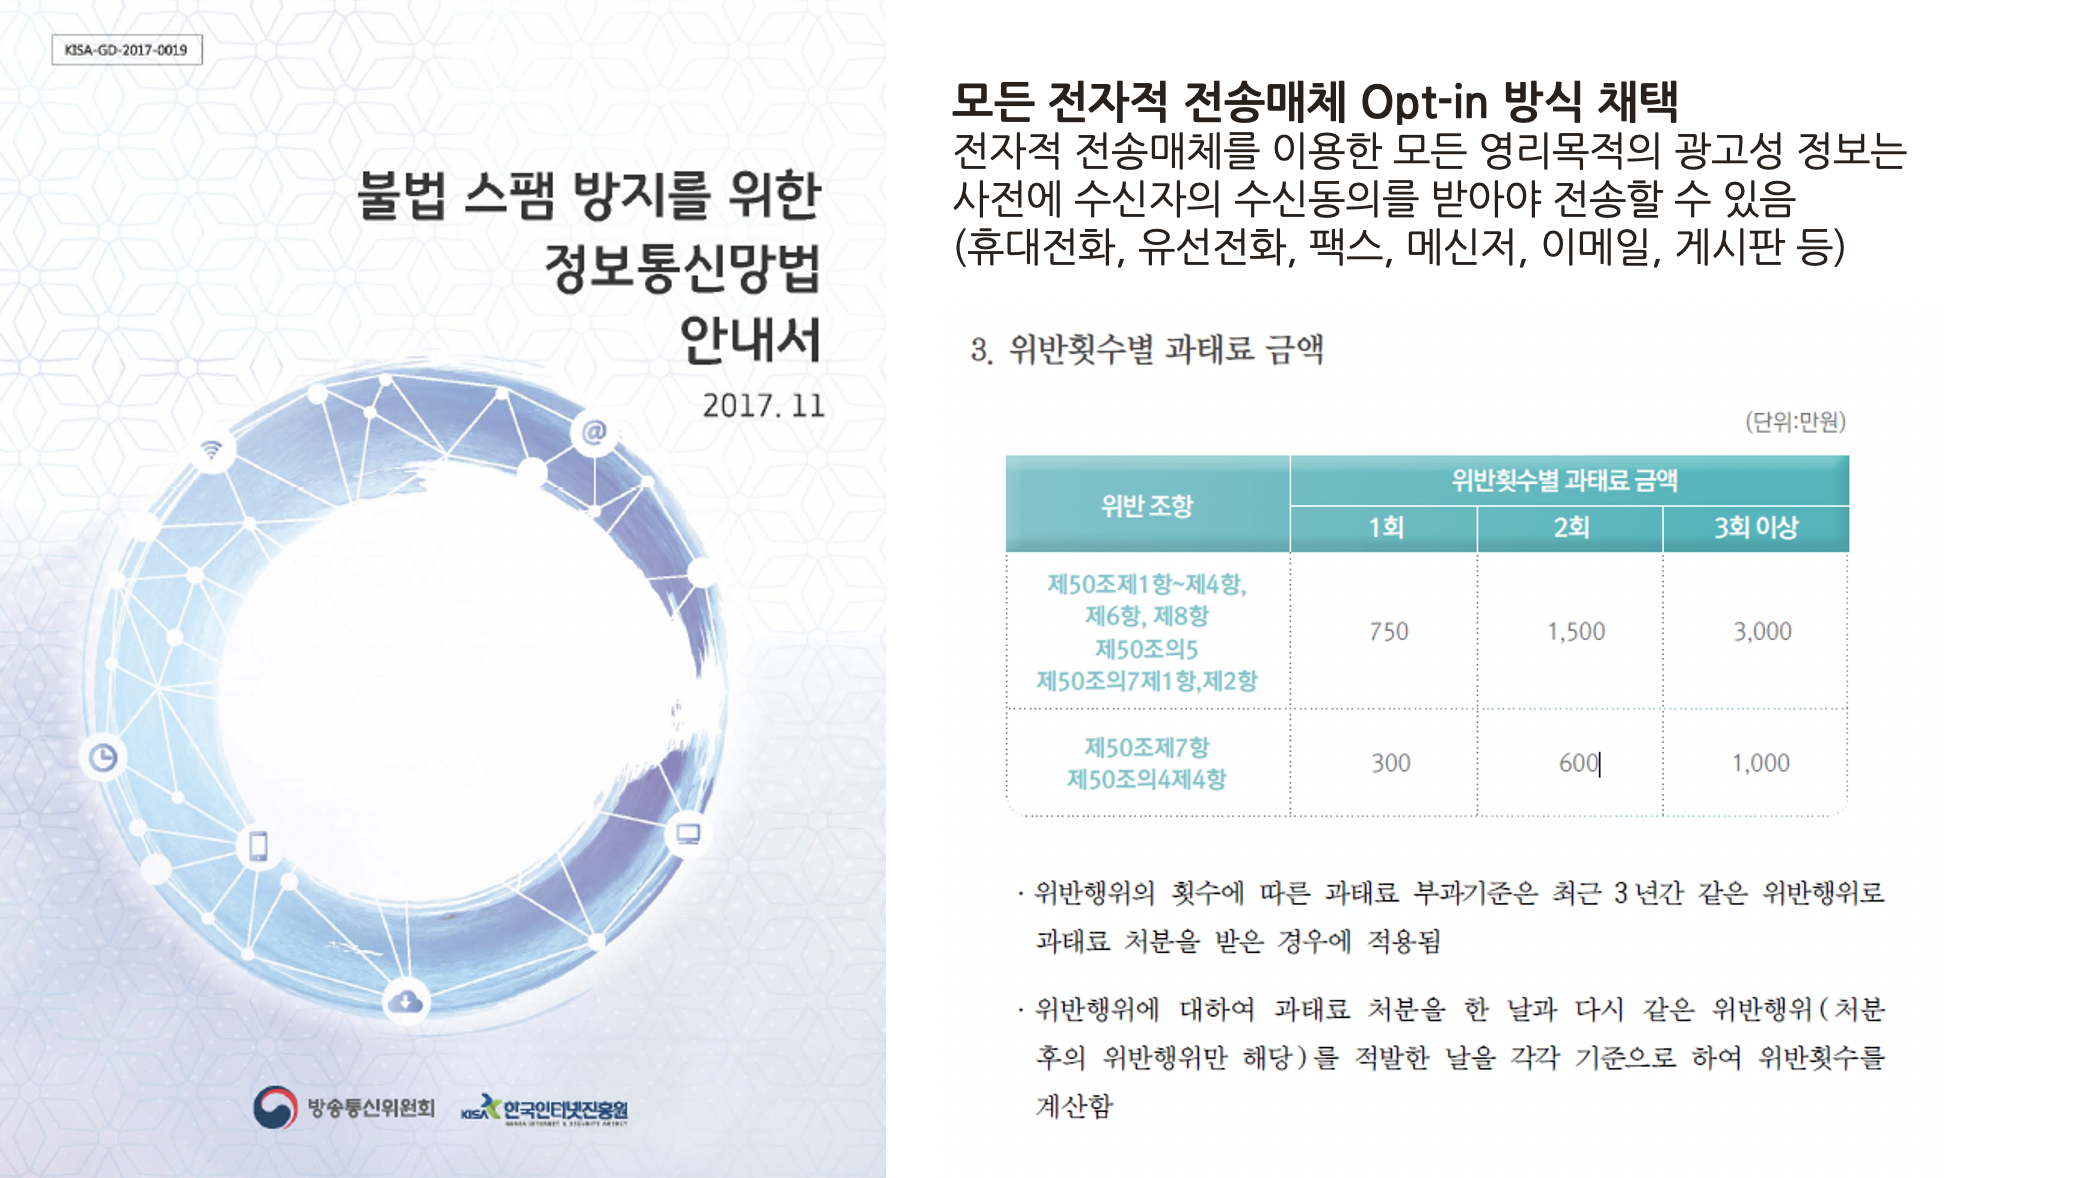 KISA-GD-2017-0019
불법 스팸 방지를 위한
정보통신망법
안내서
2017. 11
방송통신위원회
KISA 한국인터넷진흥원
KOREA INTERNET & SECURITY AGENCY
모든 전자적 전송매체 Opt-in 방식 채택
전자적 전송매체를 이용한 모든 영리목적의 광고성 정보는
사전에 수신자의 수신동의를 받아야 전송할 수 있음
(휴대전화, 유선전화, 팩스, 메신저, 이메일, 게시판 등)
3. 위반횟수별 과태료 금액
(단위:만원)
위반 조항
위반횟수별 과태료 금액
1회 2회 3회 이상
제50조제1항~제4항,
제6항, 제8항
제50조의5
제50조의7제1항,제2항
750 1,500 3,000
제50조제7항
제50조의4제4항
300 600 1,000
· 위반행위의 횟수에 따른 과태료 부과기준은 최근 3년간 같은 위반행위로
과태료 처분을 받은 경우에 적용됨
· 위반행위에 대하여 과태료 처분을 한 날과 다시 같은 위반행위(처분
후의 위반행위만 해당)를 적발한 날을 각각 기준으로 하여 위반횟수를
계산함